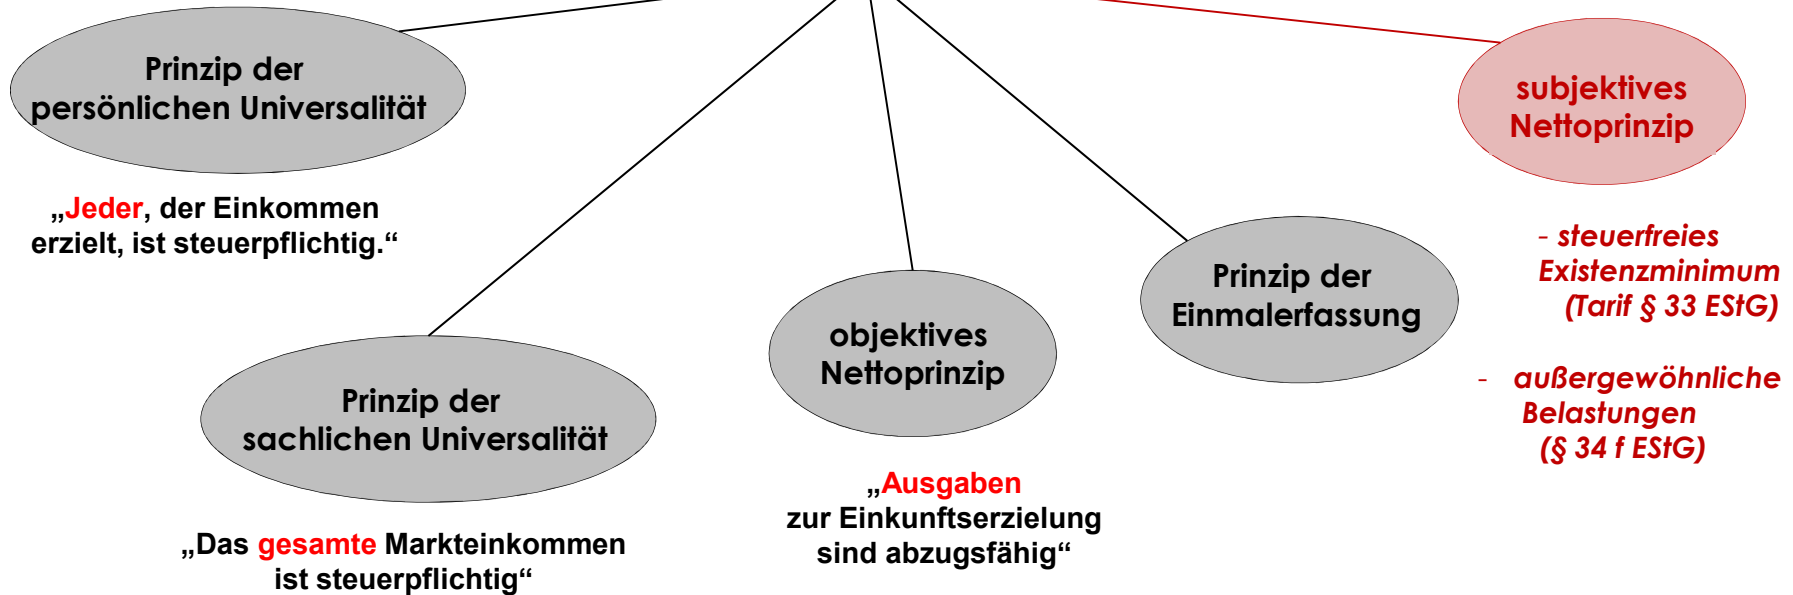 Prinzip der
persönlichen Universalität
„Jeder, der Einkommen
erzielt, ist steuerpflichtig.“
Prinzip der
sachlichen Universalität
„Das gesamte Markteinkommen
ist steuerpflichtig“
objektives
Nettoprinzip
„Ausgaben
zur Einkunftserzielung
sind abzugsfähig“
Prinzip der
Einmalerfassung
subjektives
Nettoprinzip
- steuerfreies
Existenzminimum
(Tarif § 33 EStG)
- außergewöhnliche
Belastungen
(§ 34 f EStG)